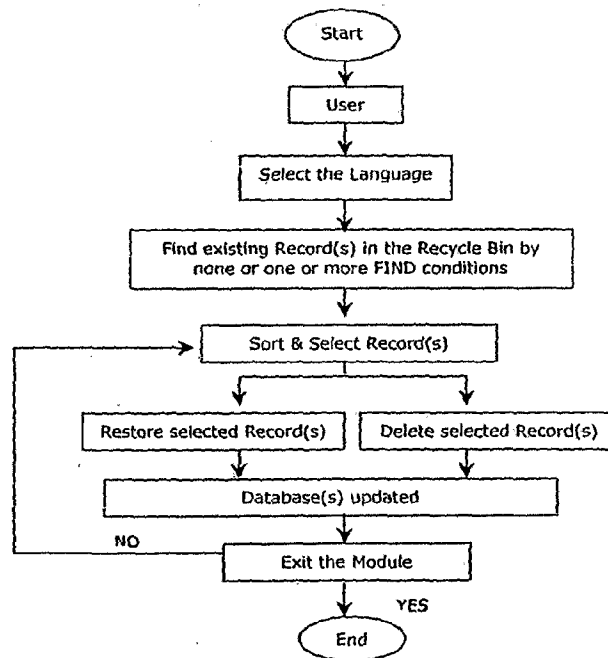 Start
User
Select the Language
Find existing Record(s) in the Recycle Bin by
none or one or more FIND conditions
Sort & Select Record(s)
Restore selected Record(s)
Delete selected Record(s)
Database(s) updated
NO
Exit the Module
YES
End